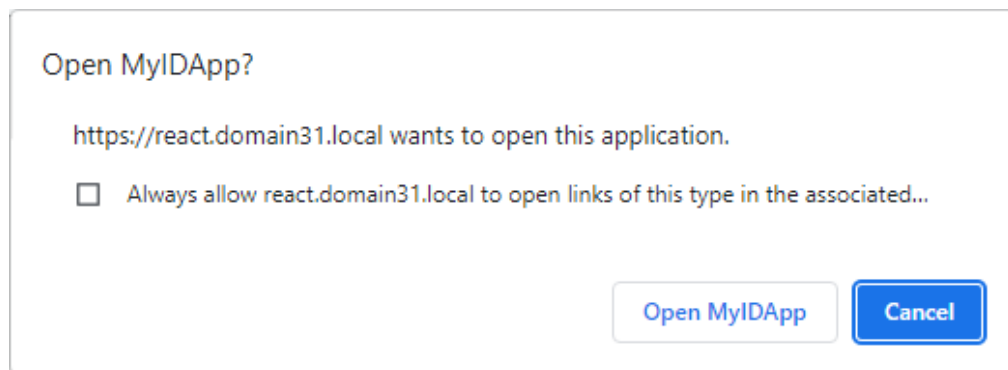 Open MyIDApp?
https://react.domain31.local wants to open this application.
Always allow react.domain31.local to open links of this type in the associated...
Open MyIDApp
Cancel